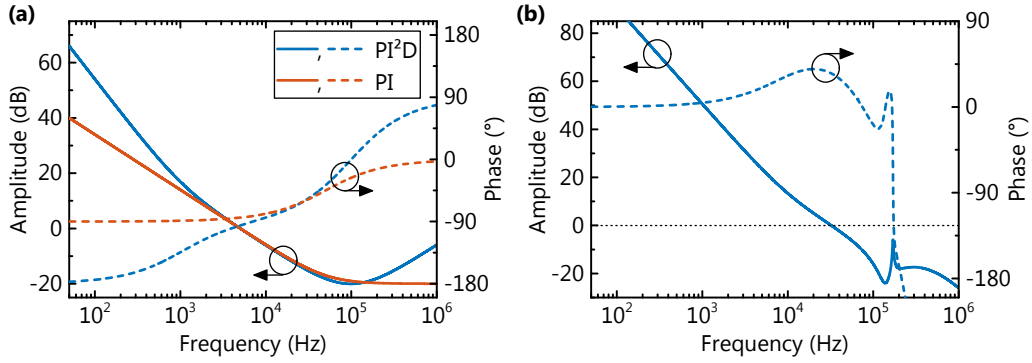 (a)
Amplitude (dB)
60
40
20
0
-20
10² 10³ 10⁴ 10⁵ 10⁶
Frequency (Hz)
180
90
0
-90
-180
Phase (°)
, PI²D
, PI
(b)
Amplitude (dB)
80
60
40
20
0
-20
10² 10³ 10⁴ 10⁵ 10⁶
Frequency (Hz)
90
0
-90
-180
Phase (°)